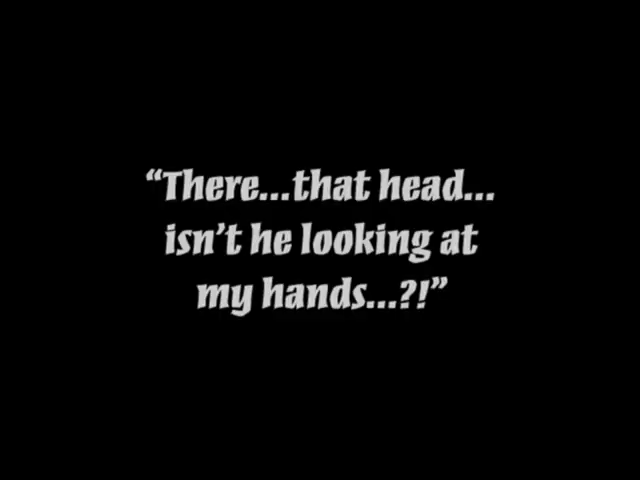 “There...that head...
isn’t he looking at
my hands...?!”